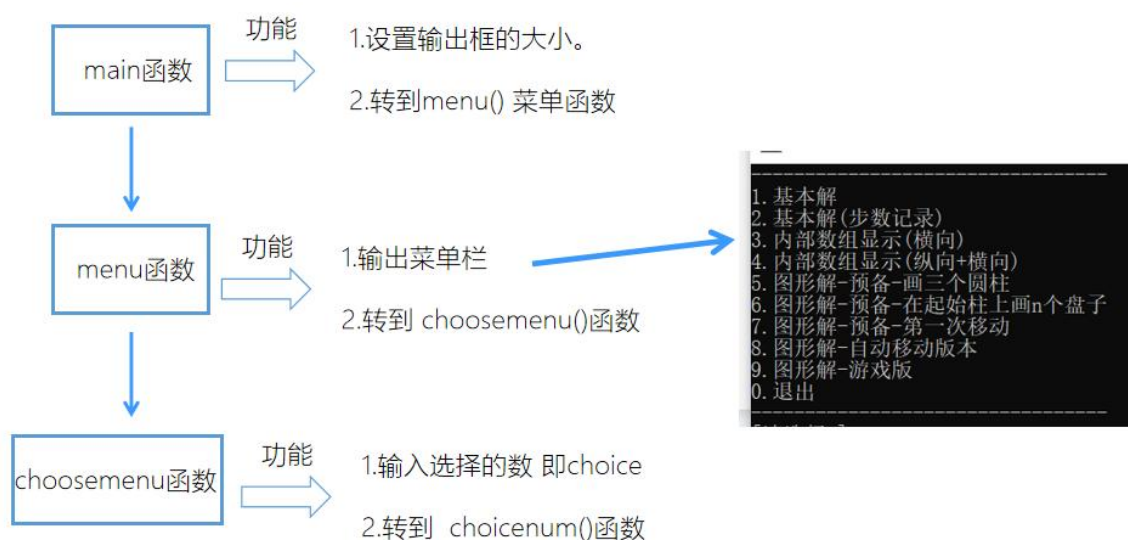 功能
main函数
1.设置输出框的大小。
2.转到menu() 菜单函数
功能
menu函数
1.输出菜单栏
2.转到 choosemenu()函数
1.基本解
2.基本解(步数记录)
3.内部数组显示(横向)
4.内部数组显示(纵向+横向)
5.图形解-预备-画三个圆柱
6.图形解-预备-在起始柱上画n个盘子
7.图形解-预备-第一次移动
8.图形解-自动移动版本
9.图形解-游戏版
0.退出
功能
choosemenu函数
1.输入选择的数 即choice
2.转到 choicenum()函数